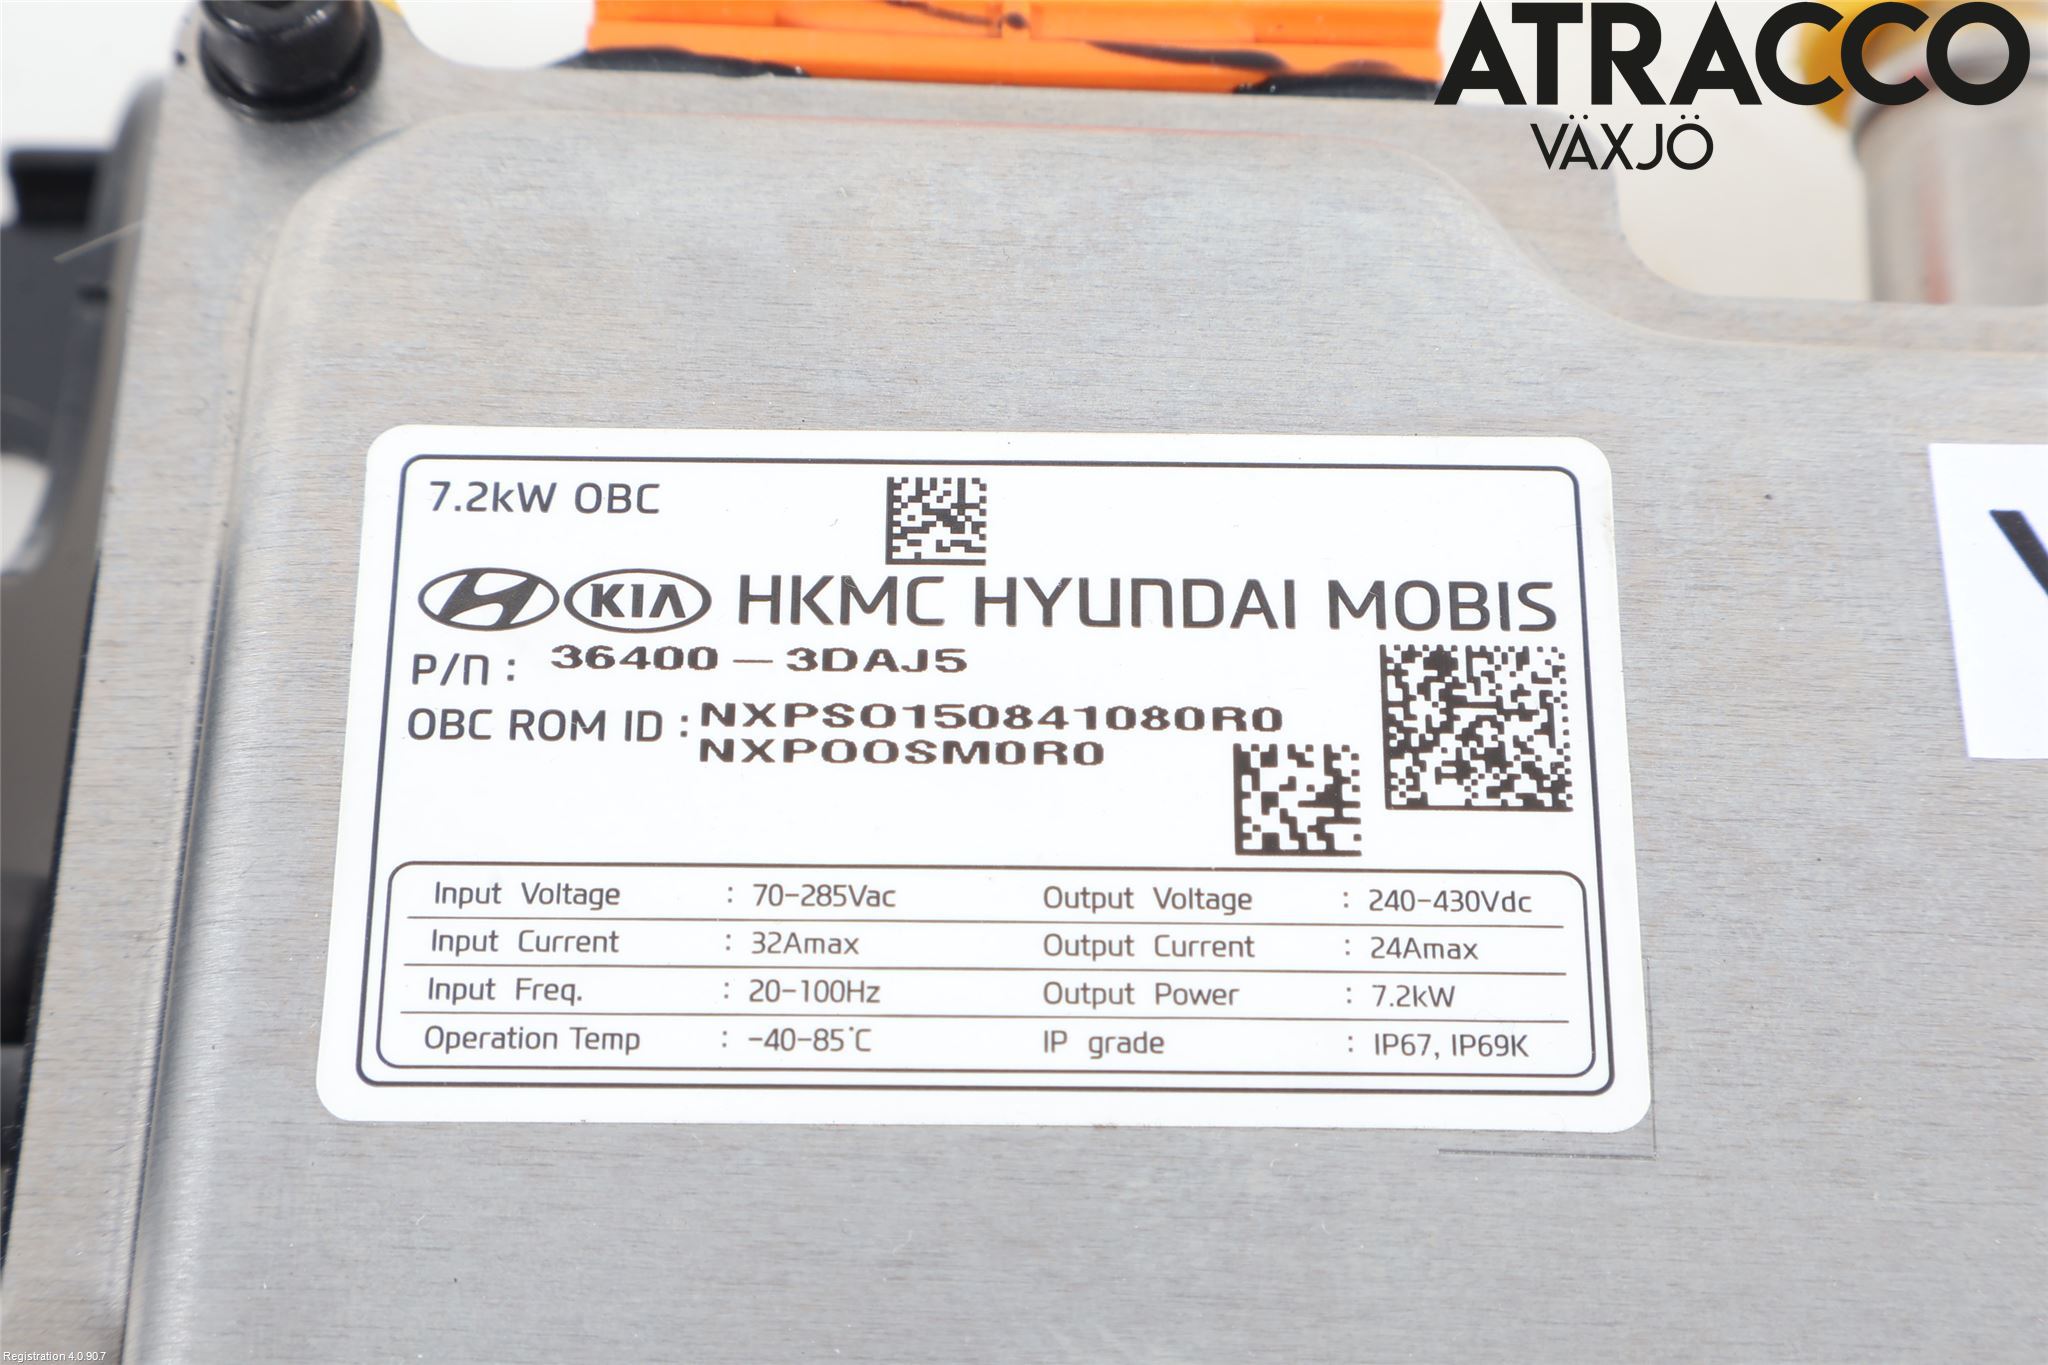 ATRACCO
VÄXJÖ
7.2kW OBC
KIA HKMC HYUNDAI MOBIS
P/N : 36400 - 3DAJ5
OBC ROM ID : NXPSO150841080R0
NXPOOSM0R0
Input Voltage : 70-285Vac Output Voltage : 240-430Vdc
Input Current : 32Amax Output Current : 24Amax
Input Freq. : 20-100Hz Output Power : 7.2kW
Operation Temp : -40-85°C IP grade : IP67, IP69K
Registration 4.0.90.7